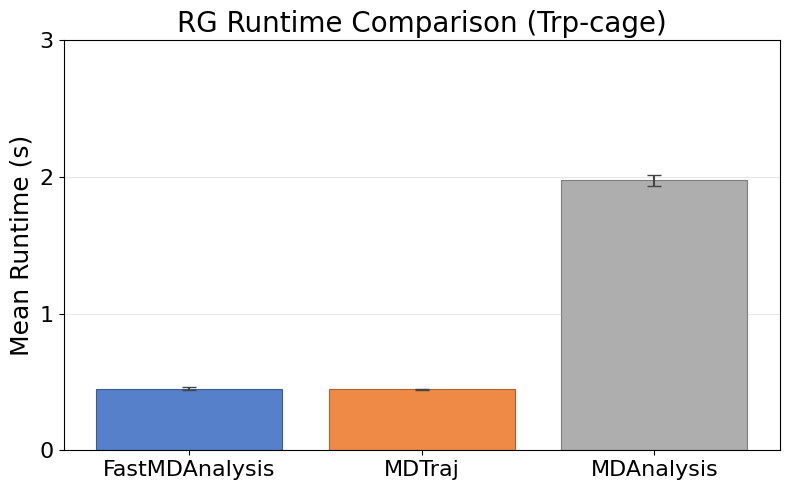 RG Runtime Comparison (Trp-cage)
Mean Runtime (s)
3
2
1
0
FastMDAnalysis
MDTraj
MDAnalysis